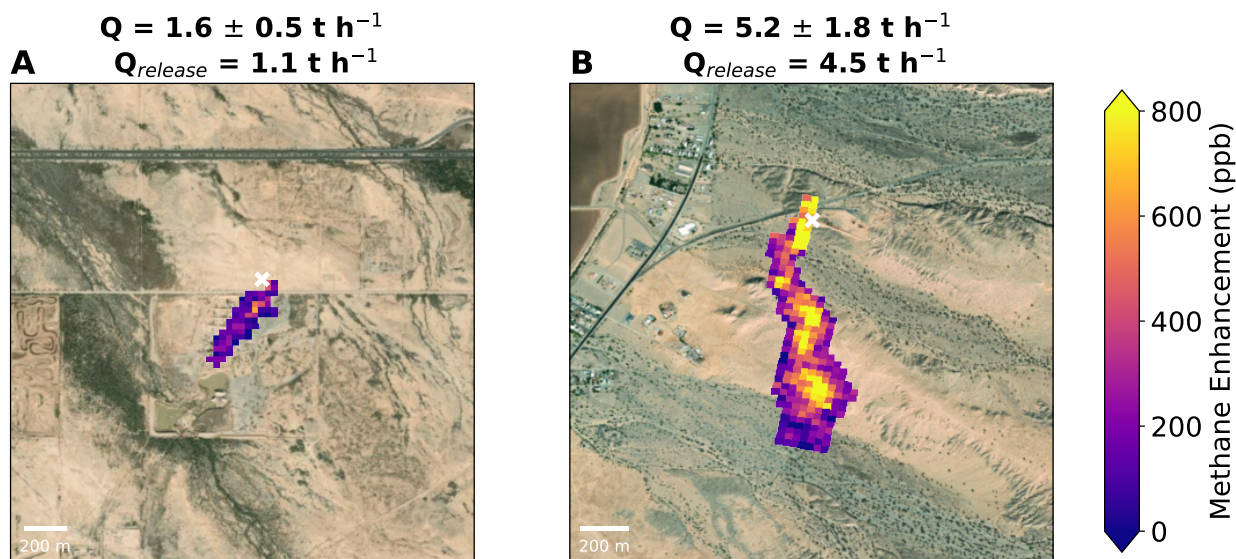 Q = 1.6 ± 0.5 t h⁻¹
A Q_release = 1.1 t h⁻¹
200 m
Q = 5.2 ± 1.8 t h⁻¹
B Q_release = 4.5 t h⁻¹
200 m
800
600
400
200
0
Methane Enhancement (ppb)